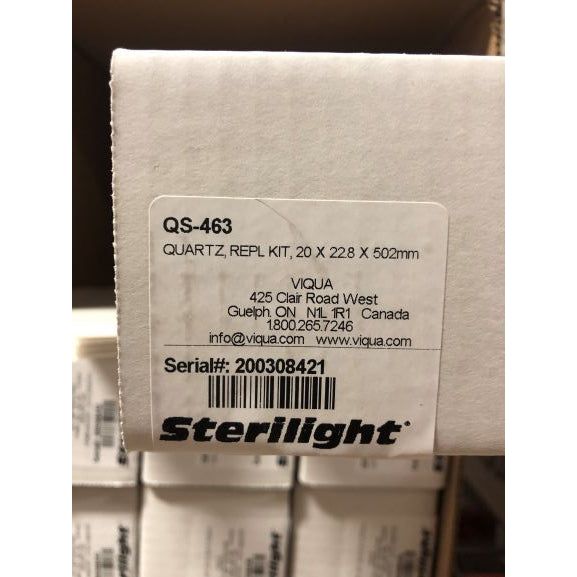 QS-463
QUARTZ, REPL KIT, 20 X 22.8 X 502mm
VIQUA
425 Clair Road West
Guelph. ON N1L 1R1 Canada
1.800.265.7246
info@viqua.com www.viqua.com
Serial#: 200308421
Sterilight®